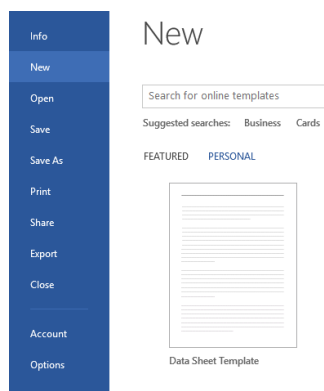 Info
New
Open
Save
Save As
Print
Share
Export
Close
Account
Options
New
Search for online templates
Suggested searches: Business Cards
FEATURED PERSONAL
Data Sheet Template